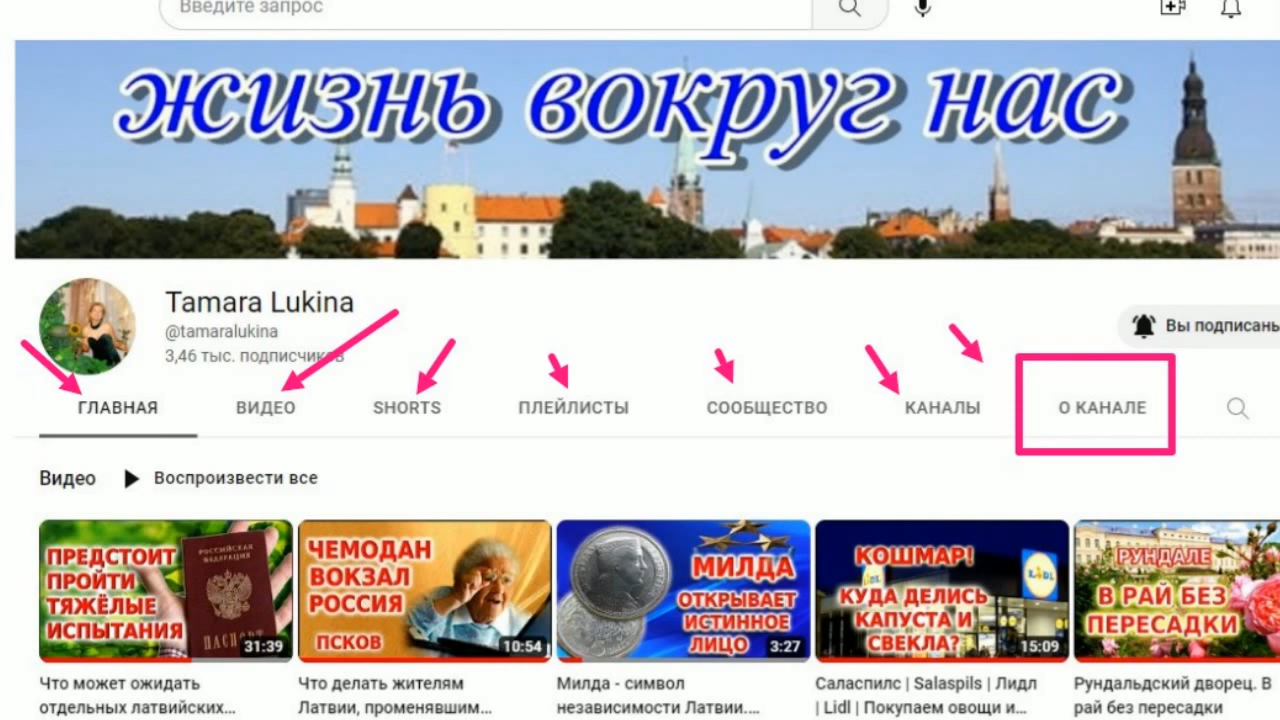 Введите запрос
жизнь вокруг нас
Tamara Lukina
@tamaralukina
3,46 тыс. подписчиков
Вы подписаны
ГЛАВНАЯ
ВИДЕО
SHORTS
ПЛЕЙЛИСТЫ
СООБЩЕСТВО
КАНАЛЫ
О КАНАЛЕ
Видео
Воспроизвести все
ПРЕДСТОИТ
ПРОЙТИ
ТЯЖЁЛЫЕ
ИСПЫТАНИЯ
РОССИЙСКАЯ
ФЕДЕРАЦИЯ
ПАСПОРТ
31:39
ЧЕМОДАН
ВОКЗАЛ
РОССИЯ
ПСКОВ
10:54
МИЛДА
ОТКРЫВАЕТ
ИСТИННОЕ
ЛИЦО
3:27
КОШМАР!
КУДА ДЕЛИСЬ
КАПУСТА И
СВЕКЛА?
LIDL
15:09
РУНДАЛЕ
В РАЙ БЕЗ
ПЕРЕСАДКИ
Что может ожидать
отдельных латвийских...
Что делать жителям
Латвии, променявшим...
Милда - символ
независимости Латвии....
Саласпилс | Salaspils | Лидл
| Lidl | Покупаем овощи и...
Рундальдский дворец. В
рай без пересадки